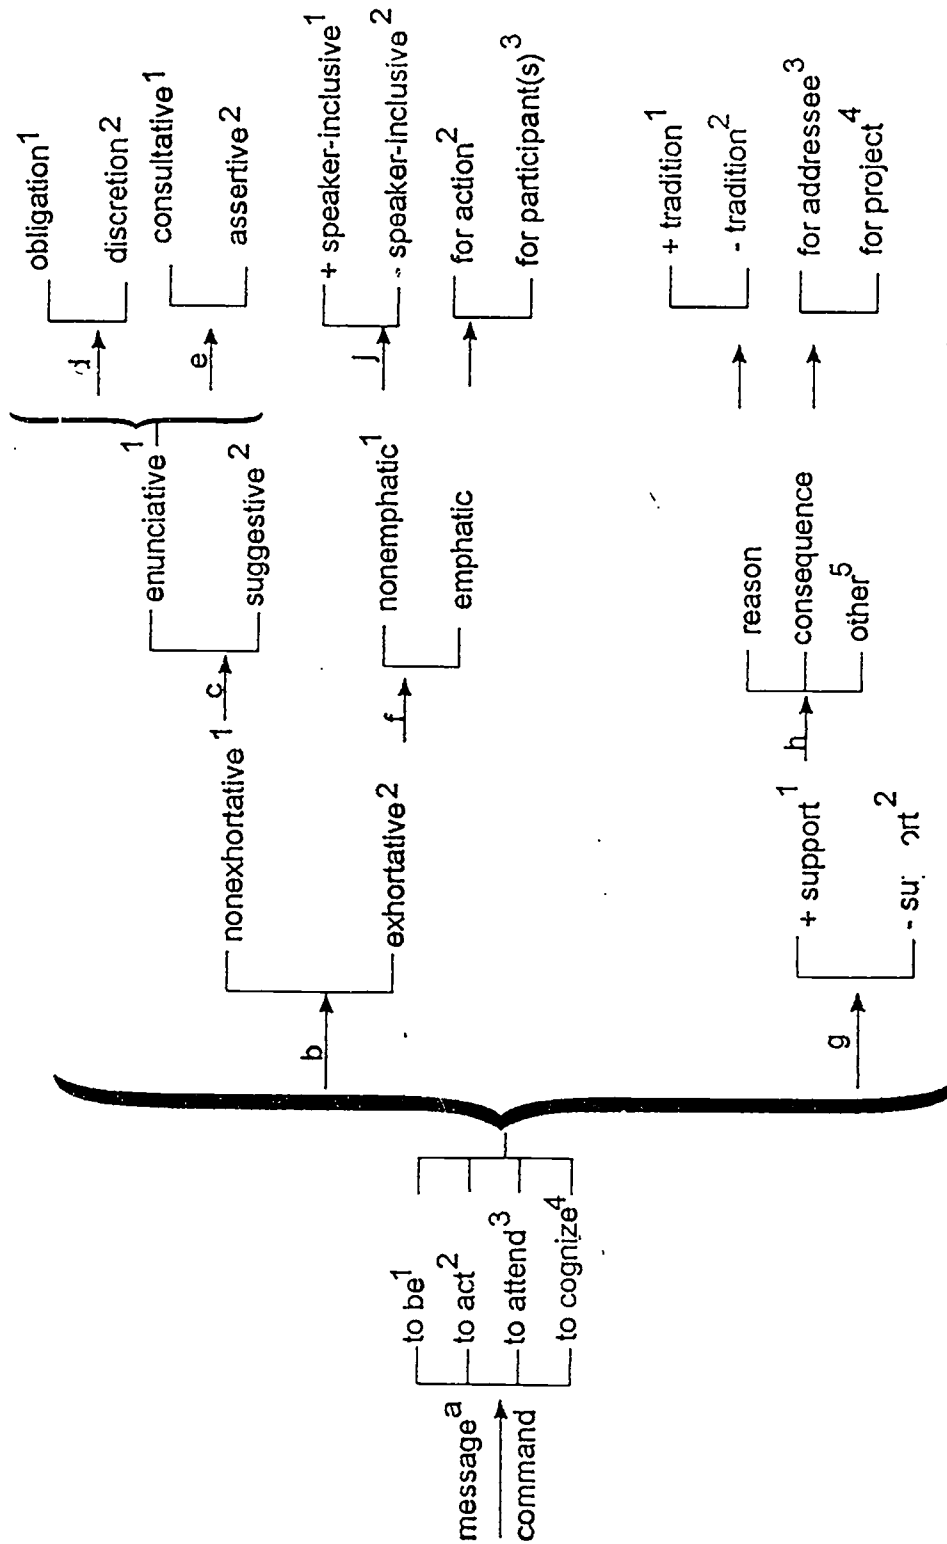 message^a
command
to be^1
to act^2
to attend^3
to cognize^4
b
nonexhortative^1
exhortative^2
c
enunciative^1
suggestive^2
d
obligation^1
discretion^2
e
consultative^1
assertive^2
f
nonemphatic^1
emphatic
+ speaker-inclusive^1
- speaker-inclusive^2
for action^2
for participant(s)^3
g
+ support^1
h
reason
consequence
other^5
+ tradition^1
- tradition^2
for addressee^3
for project^4